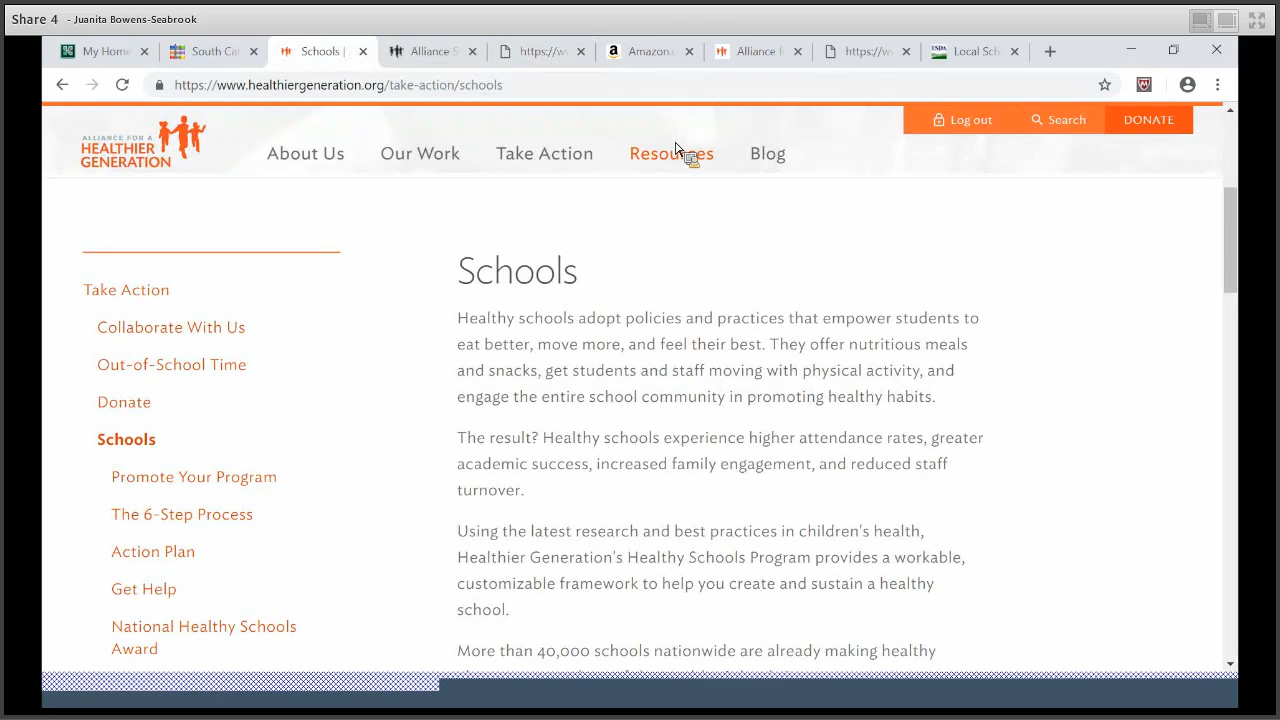 Share 4 - Juanita Bowens-Seabrook
My Home
South Ca
Schools |
Alliance S
https://w
Amazon.c
Alliance f
https://w
Local Sch
https://www.healthiergeneration.org/take-action/schools
Log out
Search
DONATE
ALLIANCE FOR A
HEALTHIER
GENERATION
About Us
Our Work
Take Action
Resources
Blog
Take Action
Collaborate With Us
Out-of-School Time
Donate
Schools
Promote Your Program
The 6-Step Process
Action Plan
Get Help
National Healthy Schools
Award
Schools
Healthy schools adopt policies and practices that empower students to
eat better, move more, and feel their best. They offer nutritious meals
and snacks, get students and staff moving with physical activity, and
engage the entire school community in promoting healthy habits.
The result? Healthy schools experience higher attendance rates, greater
academic success, increased family engagement, and reduced staff
turnover.
Using the latest research and best practices in children's health,
Healthier Generation's Healthy Schools Program provides a workable,
customizable framework to help you create and sustain a healthy
school.
More than 40,000 schools nationwide are already making healthy